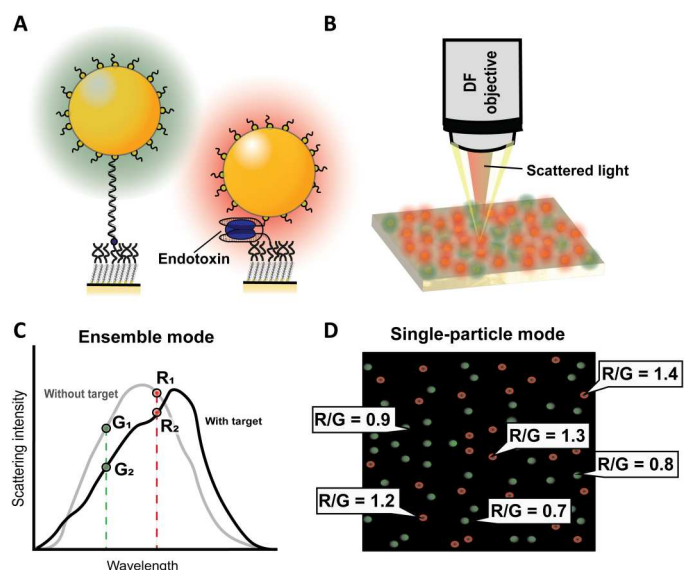 A
Endotoxin
B
DF
objective
Scattered light
C
Ensemble mode
Without target
R₁
G₁
R₂
With target
G₂
Scattering intensity
Wavelength
D
Single-particle mode
R/G = 1.4
R/G = 0.9
R/G = 1.3
R/G = 0.8
R/G = 1.2
R/G = 0.7